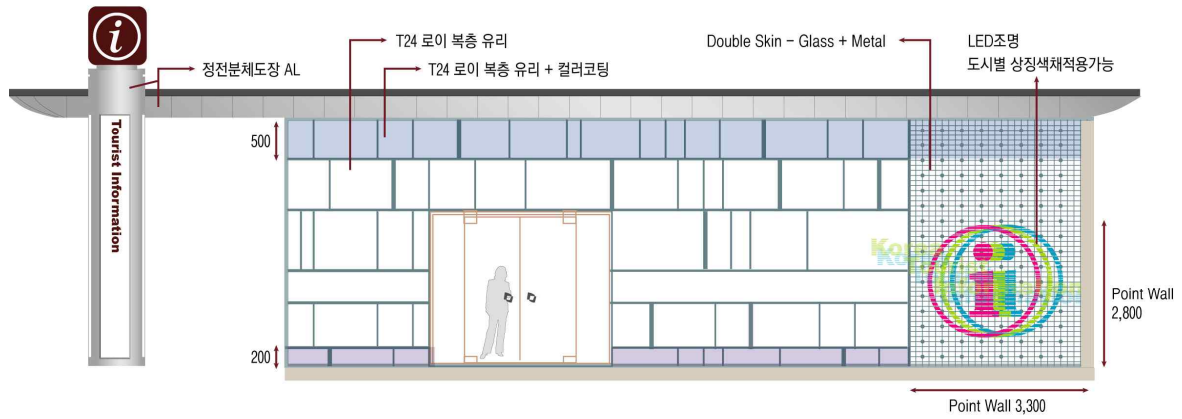 i
T24 로이 복층 유리
Double Skin – Glass + Metal
LED조명
도시별 상징색채적용가능
정전분체도장 AL
T24 로이 복층 유리 + 컬러코팅
Tourist Information
500
200
i
Point Wall
2,800
Point Wall 3,300